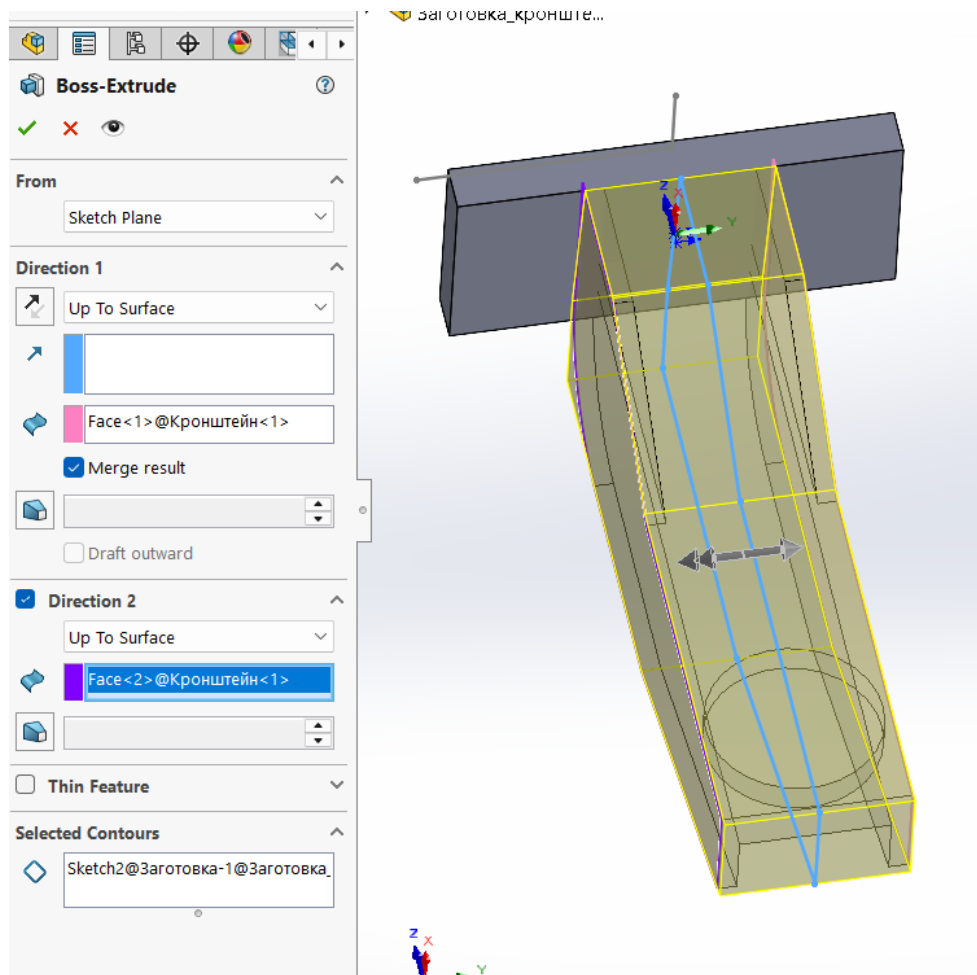 Заготовка_кронште...
Boss-Extrude
From
Sketch Plane
Direction 1
Up To Surface
Face<1>@Кронштейн<1>
Merge result
Draft outward
Direction 2
Up To Surface
Face<2>@Кронштейн<1>
Thin Feature
Selected Contours
Sketch2@Заготовка-1@Заготовка_
Z
X
Y
Z
X
Y